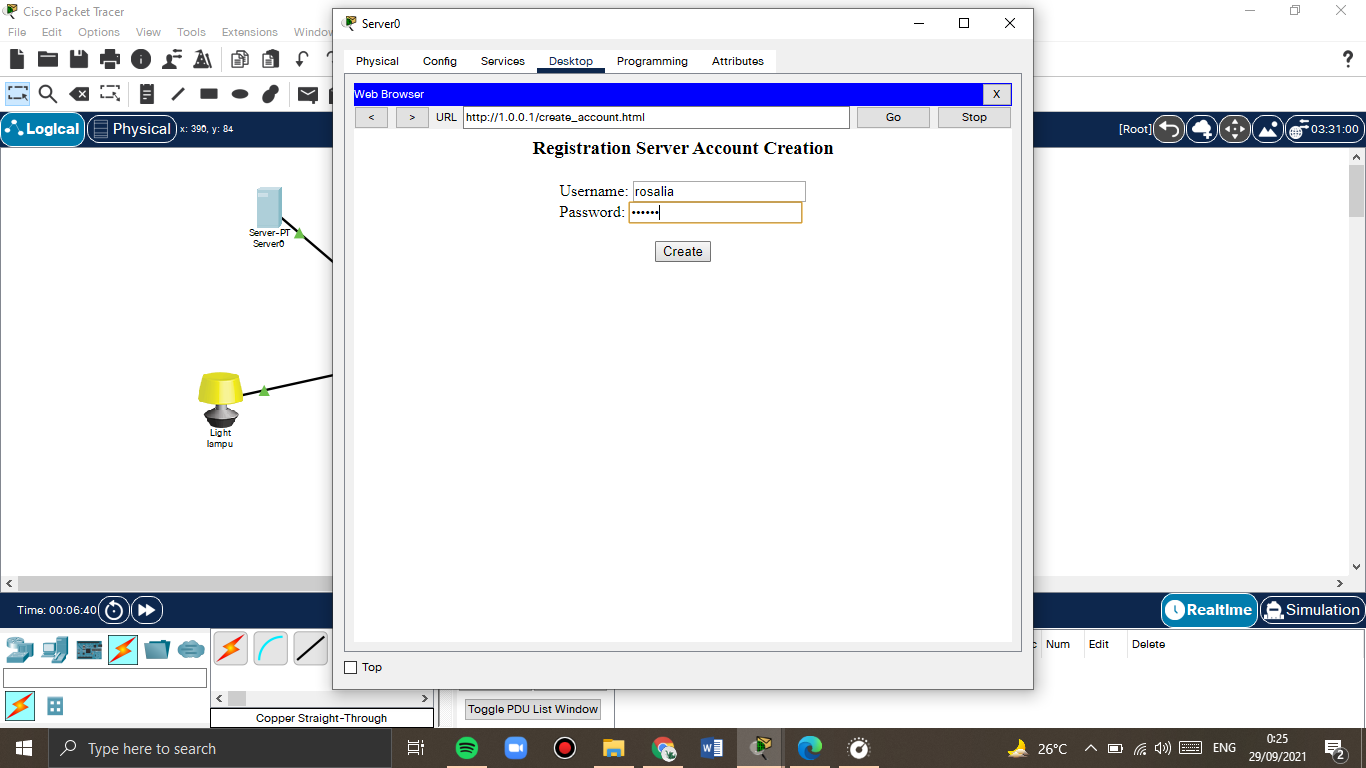 Cisco Packet Tracer
File Edit Options View Tools Extensions Window
Logical Physical x: 390, y: 84
[Root] 03:31:00
Server-PT
Server0
Light
lampu
Server0
Physical Config Services Desktop Programming Attributes
Web Browser X
< > URL http://1.0.0.1/create_account.html Go Stop
Registration Server Account Creation
Username: rosalia
Password: ••••••
Create
Top
Time: 00:06:40
Realtime Simulation
c Num Edit Delete
Copper Straight-Through
Toggle PDU List Window
Type here to search
26°C ENG
0:25
29/09/2021
2